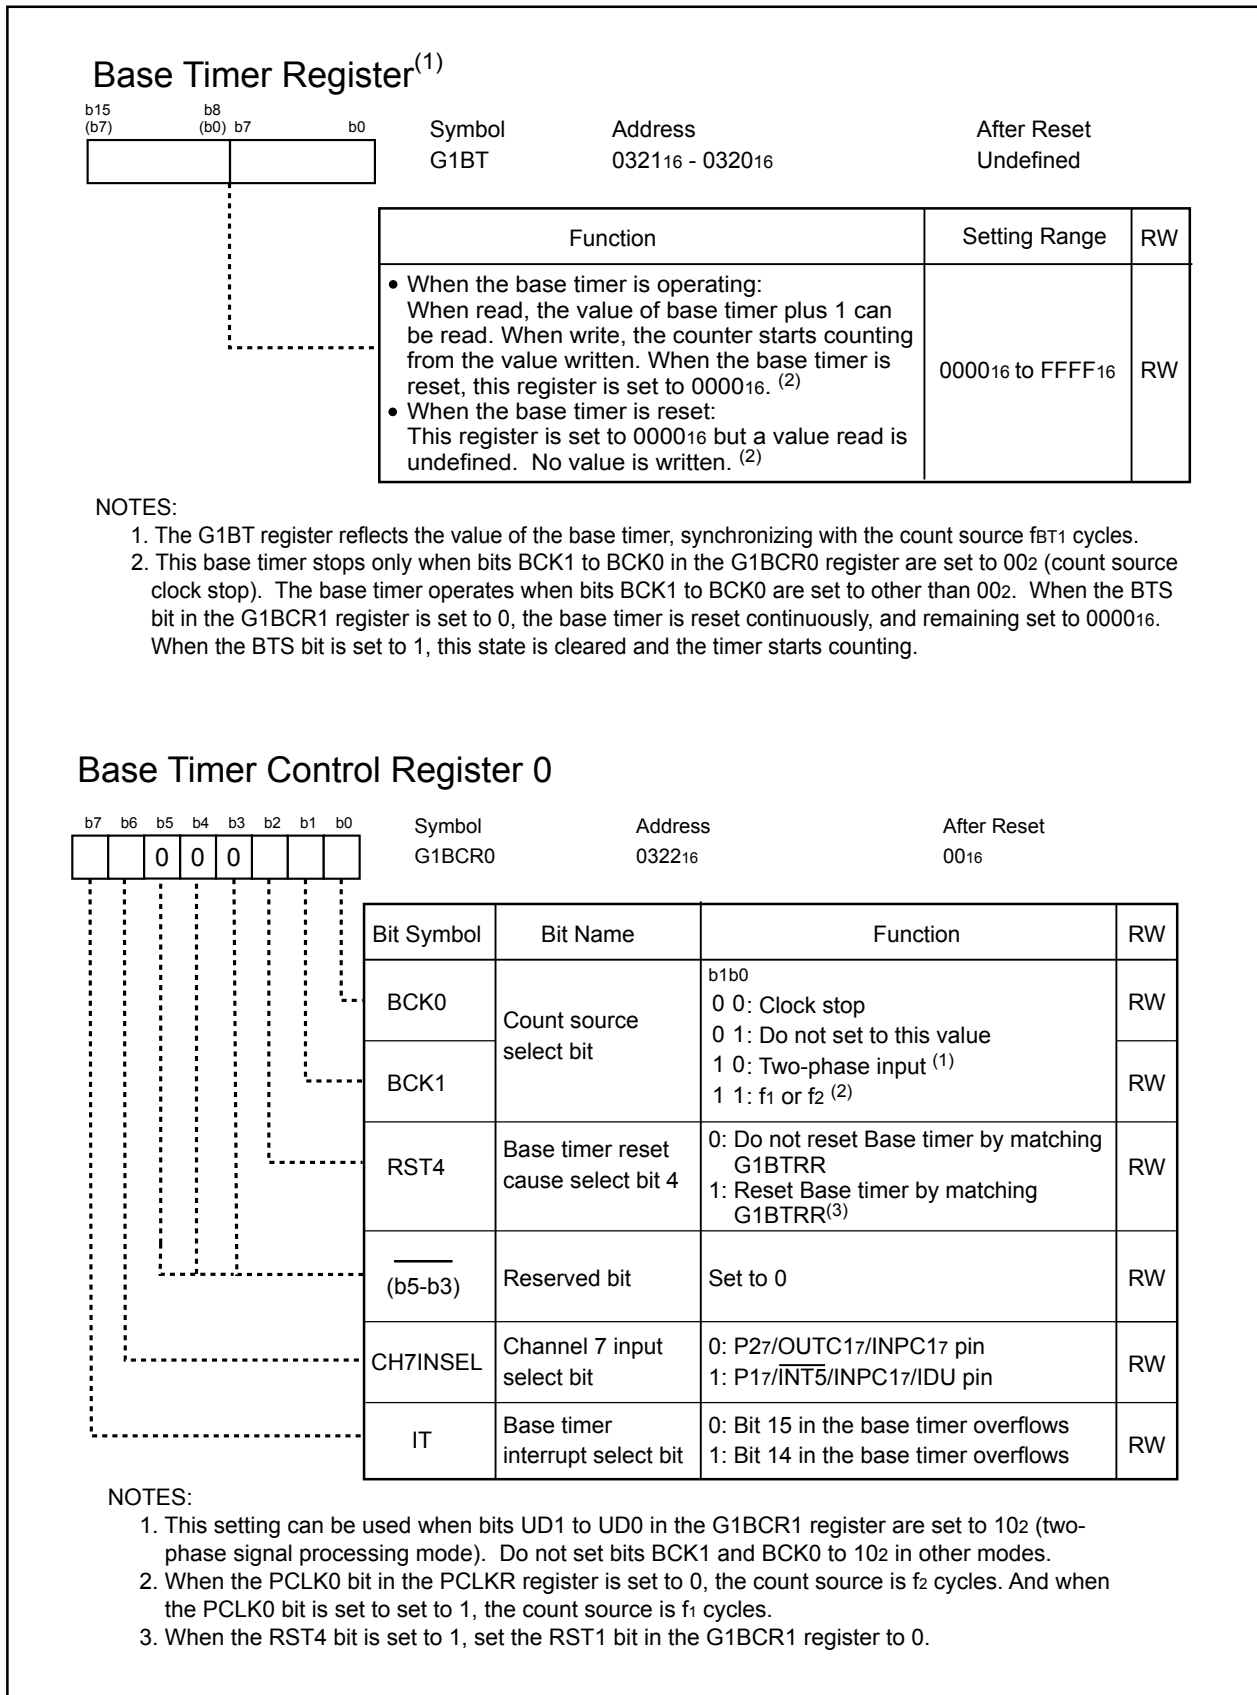 Base Timer Register(1)
b15 b8
(b7) (b0) b7 b0
Symbol Address After Reset
G1BT 032116 - 032016 Undefined
Function Setting Range RW
• When the base timer is operating:
When read, the value of base timer plus 1 can
be read. When write, the counter starts counting
from the value written. When the base timer is
reset, this register is set to 000016. (2)
• When the base timer is reset:
This register is set to 000016 but a value read is
undefined. No value is written. (2)
000016 to FFFF16 RW
NOTES:
1. The G1BT register reflects the value of the base timer, synchronizing with the count source fBT1 cycles.
2. This base timer stops only when bits BCK1 to BCK0 in the G1BCR0 register are set to 002 (count source
clock stop). The base timer operates when bits BCK1 to BCK0 are set to other than 002. When the BTS
bit in the G1BCR1 register is set to 0, the base timer is reset continuously, and remaining set to 000016.
When the BTS bit is set to 1, this state is cleared and the timer starts counting.
Base Timer Control Register 0
b7 b6 b5 b4 b3 b2 b1 b0
0 0 0
Symbol Address After Reset
G1BCR0 032216 0016
Bit Symbol Bit Name Function RW
BCK0 RW
BCK1 RW
Count source
select bit
b1b0
0 0: Clock stop
0 1: Do not set to this value
1 0: Two-phase input (1)
1 1: f1 or f2 (2)
RST4
Base timer reset
cause select bit 4
0: Do not reset Base timer by matching
G1BTRR
1: Reset Base timer by matching
G1BTRR(3)
RW
(b5-b3) Reserved bit Set to 0 RW
CH7INSEL
Channel 7 input
select bit
0: P27/OUTC17/INPC17 pin
1: P17/INT5/INPC17/IDU pin
RW
IT
Base timer
interrupt select bit
0: Bit 15 in the base timer overflows
1: Bit 14 in the base timer overflows
RW
NOTES:
1. This setting can be used when bits UD1 to UD0 in the G1BCR1 register are set to 102 (two-
phase signal processing mode). Do not set bits BCK1 and BCK0 to 102 in other modes.
2. When the PCLK0 bit in the PCLKR register is set to 0, the count source is f2 cycles. And when
the PCLK0 bit is set to set to 1, the count source is f1 cycles.
3. When the RST4 bit is set to 1, set the RST1 bit in the G1BCR1 register to 0.